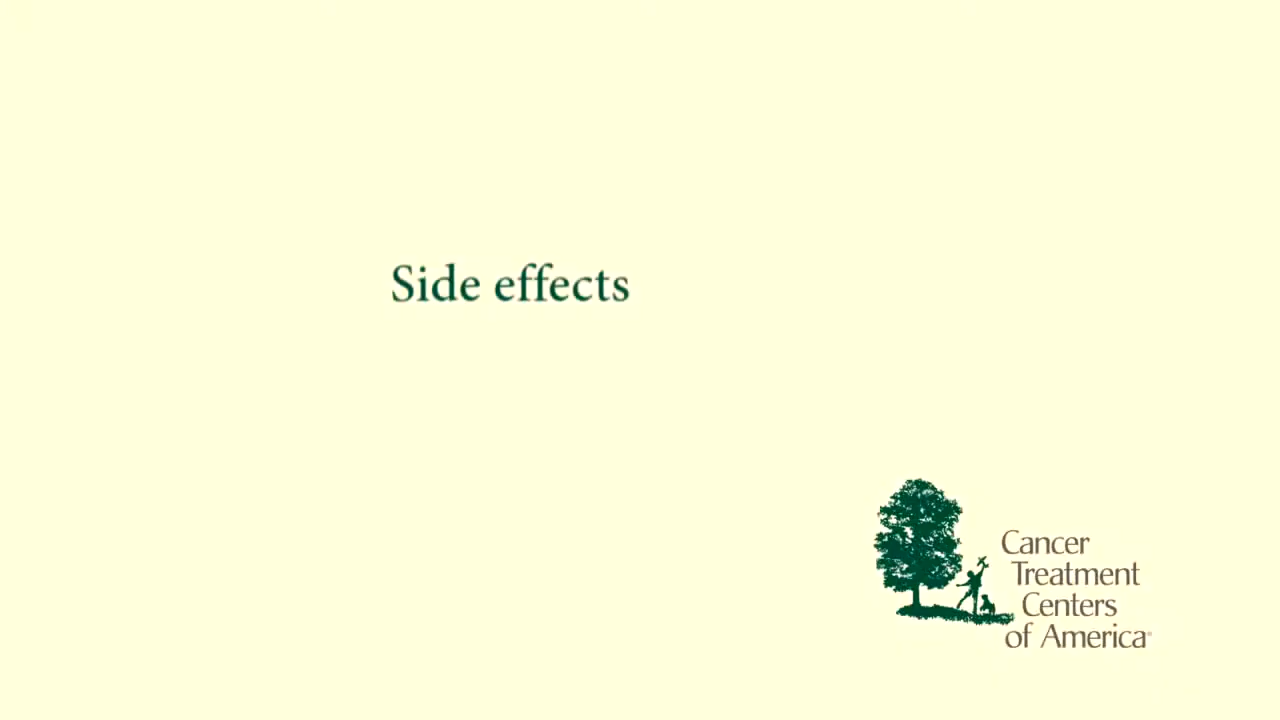 Side effects
Cancer
Treatment
Centers
of America®